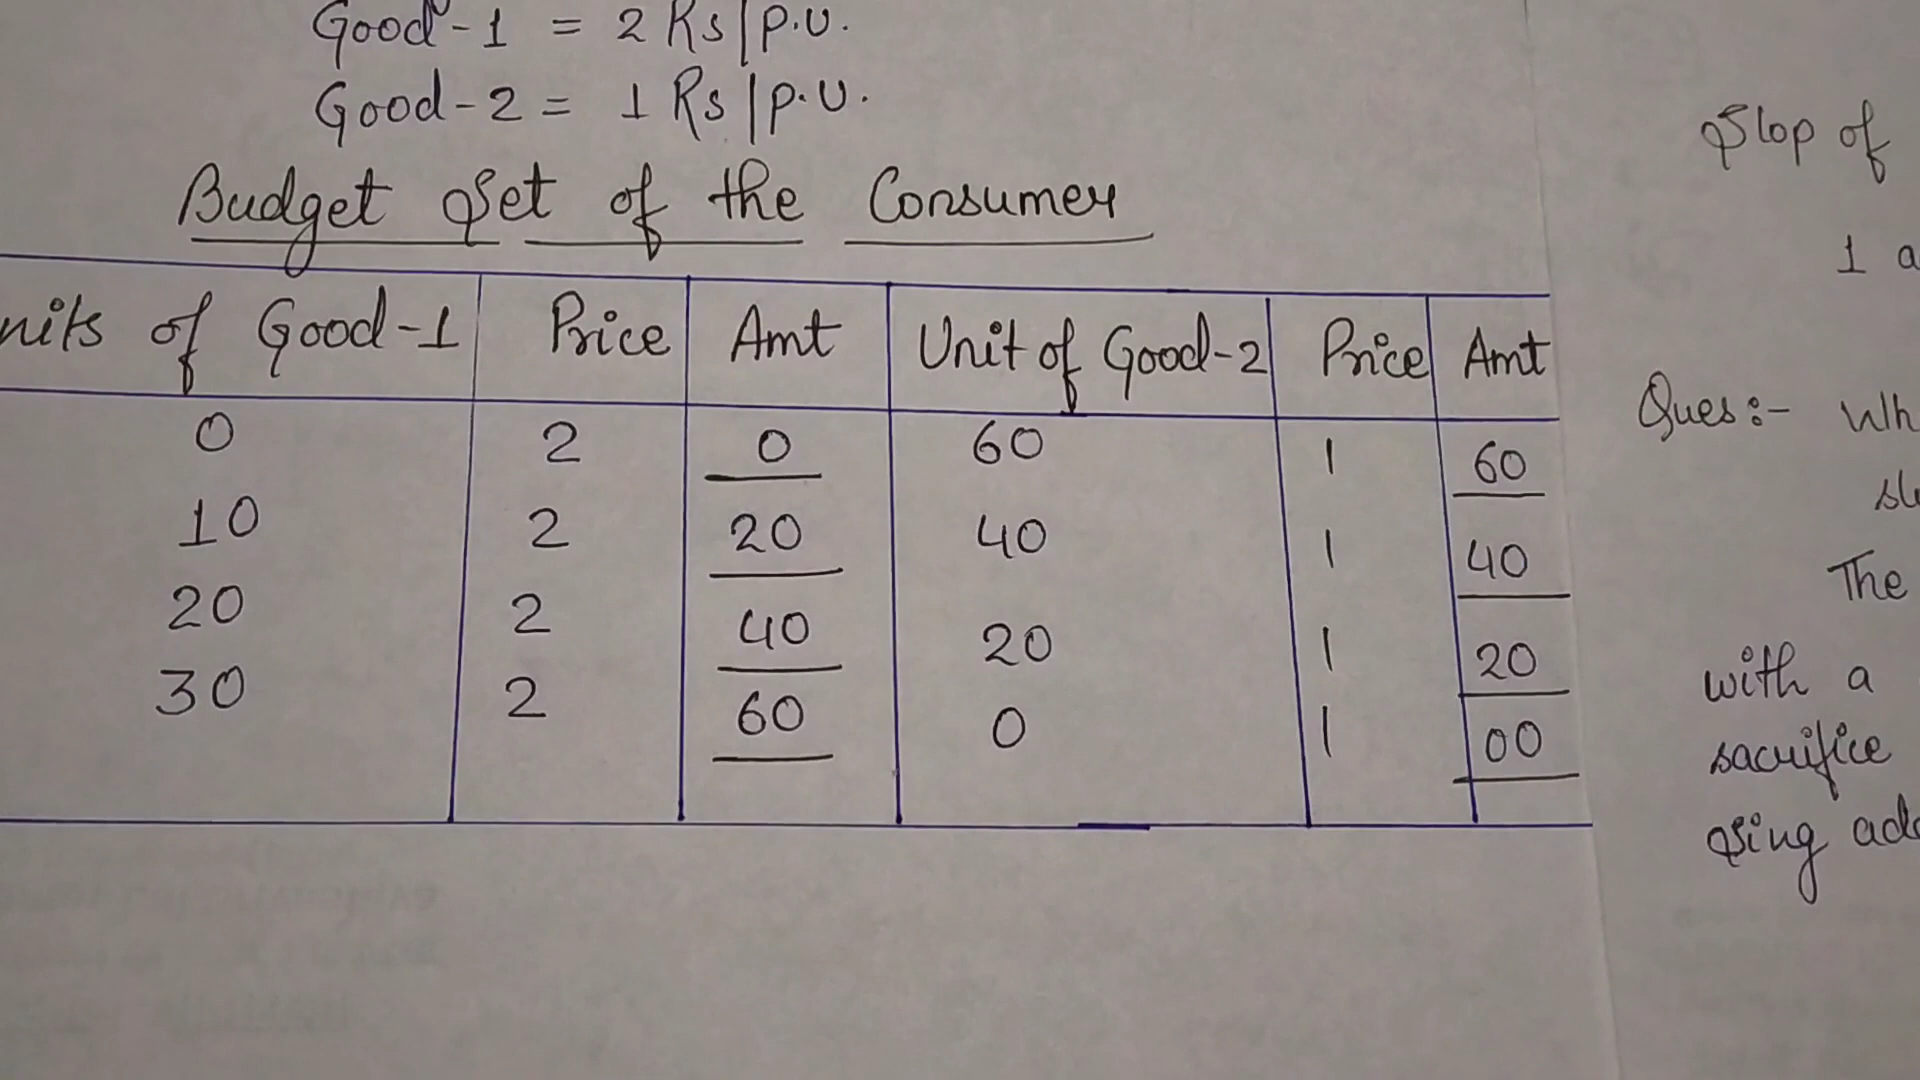 Good-1 = 2 Rs|p.u.
Good-2 = 1 Rs|p.u.
Budget Set of the Consumer
nits of Good-1 Price Amt Unit of Good-2 Price Amt
0 2 0 60 1 60
10 2 20 40 1 40
20 2 40 20 1 20
30 2 60 0 1 00
Slop of
1 a
Ques:- Wh
sl
The
with a
sacrifice
Sing ad